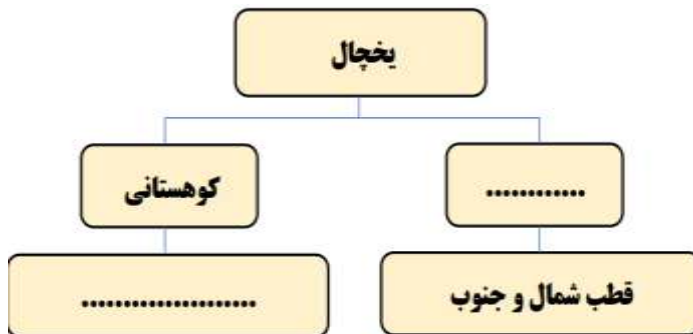 یخچال
............
کوهستانی
قطب شمال و جنوب
.....................